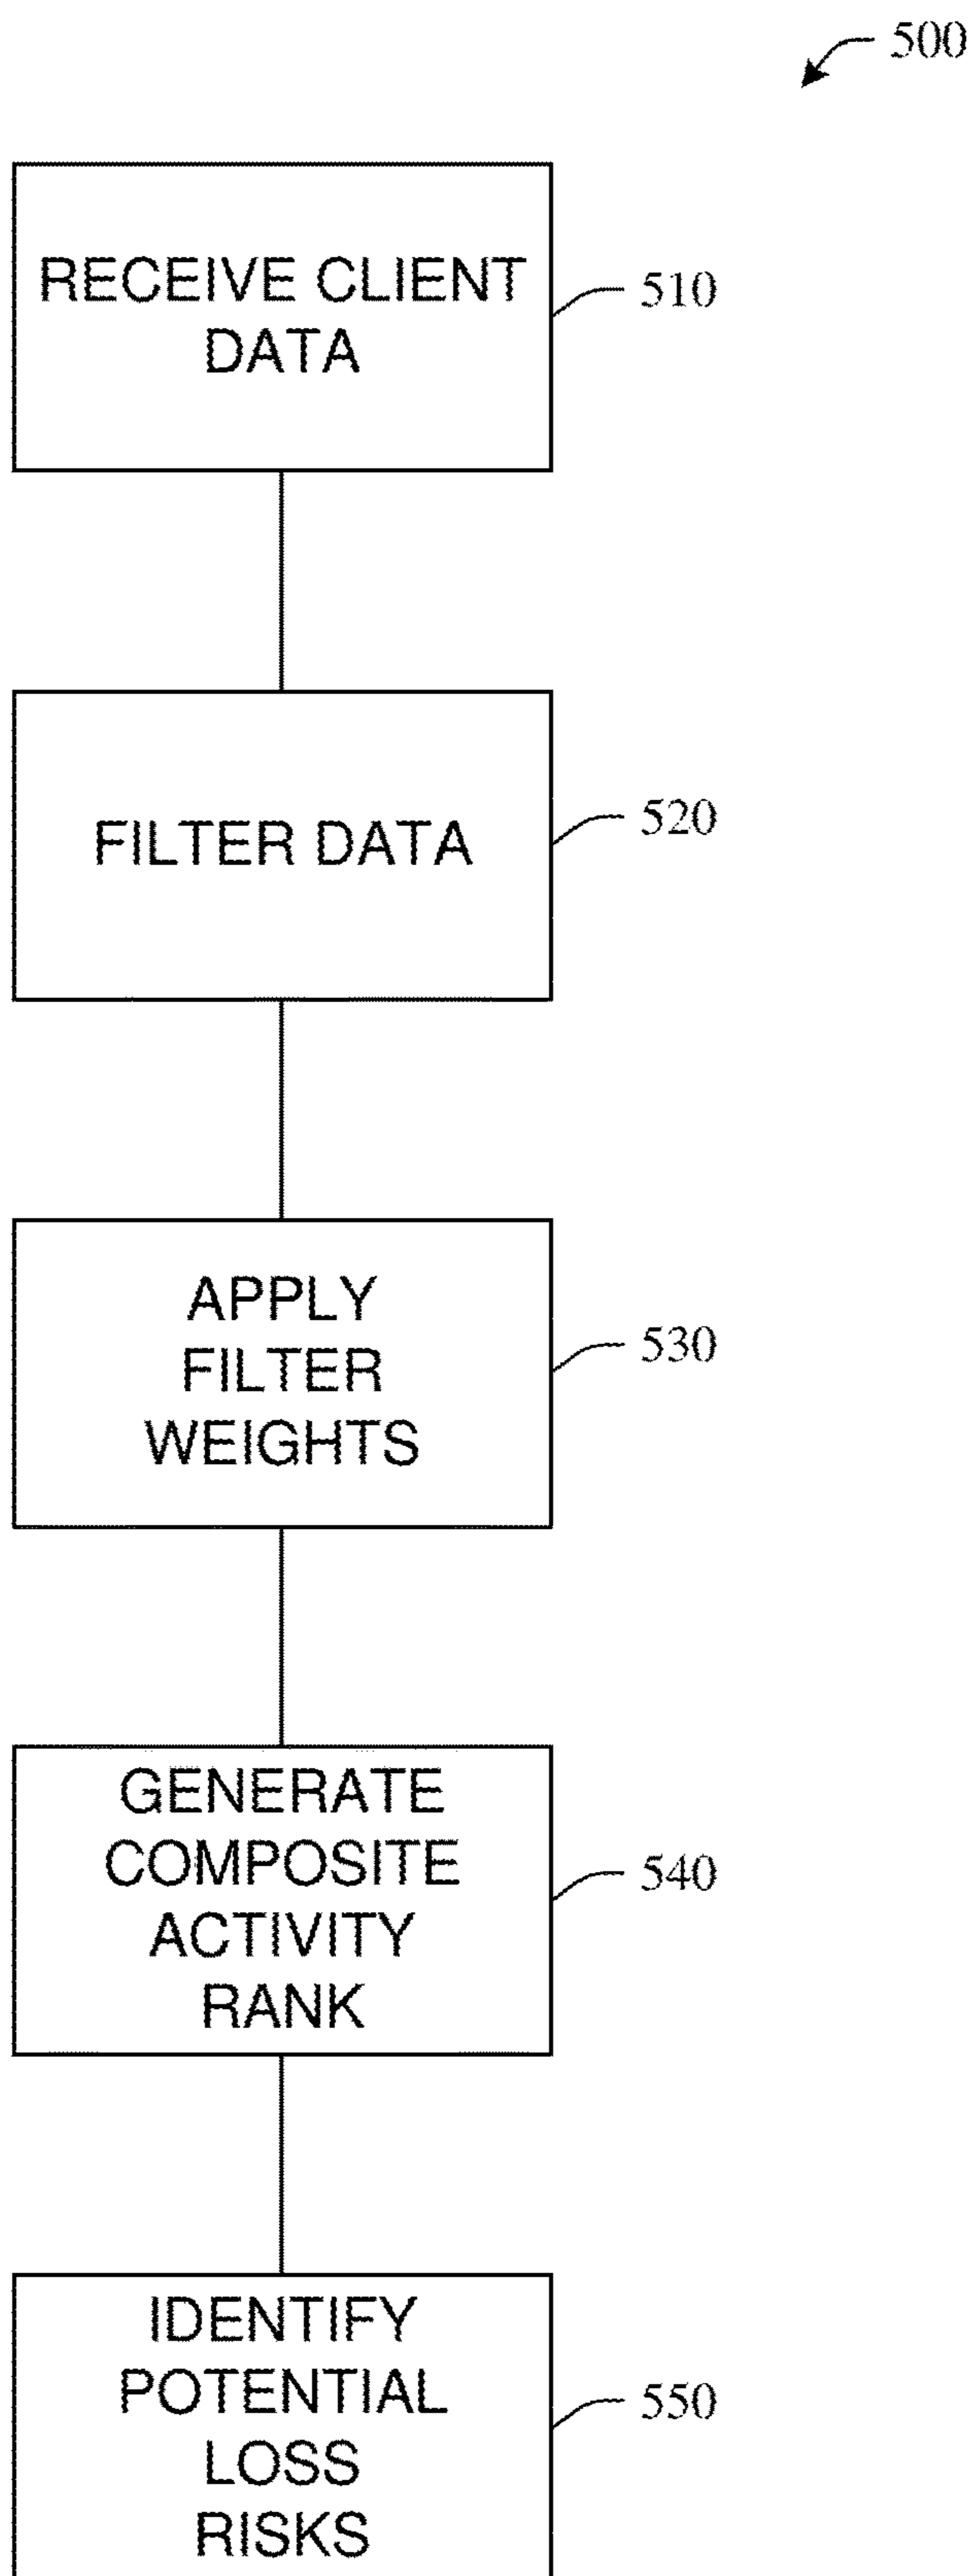 500
RECEIVE CLIENT
DATA
510
FILTER DATA
520
APPLY
FILTER
WEIGHTS
530
GENERATE
COMPOSITE
ACTIVITY
RANK
540
IDENTIFY
POTENTIAL
LOSS
RISKS
550